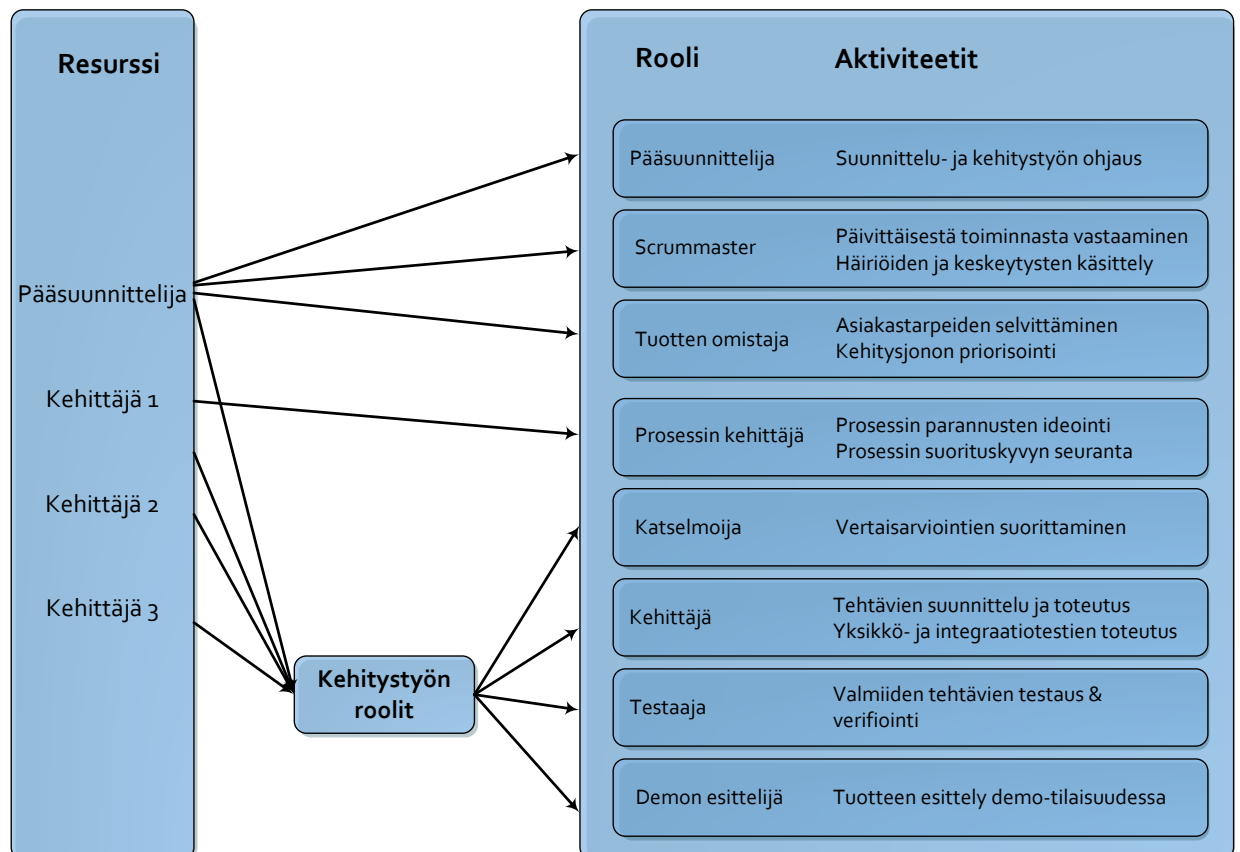 Resurssi
Pääsuunnittelija
Kehittäjä 1
Kehittäjä 2
Kehittäjä 3
Kehitystyön
roolit
Rooli Aktiviteetit
Pääsuunnittelija Suunnittelu- ja kehitystyön ohjaus
Scrummaster Päivittäisestä toiminnasta vastaaminen
Häiriöiden ja keskeytysten käsittely
Tuotten omistaja Asiakastarpeiden selvittäminen
Kehitysjonon priorisointi
Prosessin kehittäjä Prosessin parannusten ideointi
Prosessin suorituskyvyn seuranta
Katselmoija Vertaisarviointien suorittaminen
Kehittäjä Tehtävien suunnittelu ja toteutus
Yksikkö- ja integraatiotestien toteutus
Testaaja Valmiiden tehtävien testaus &
verifiointi
Demon esittelijä Tuotteen esittely demo-tilaisuudessa